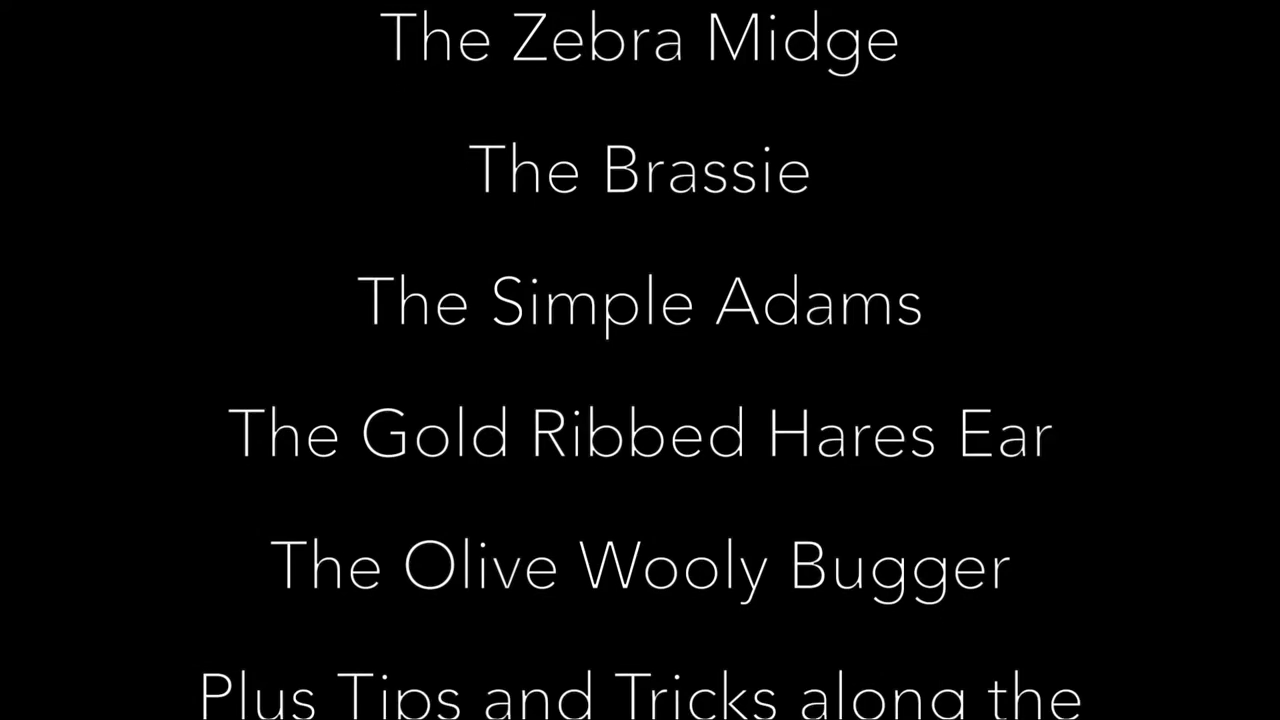 The Zebra Midge
The Brassie
The Simple Adams
The Gold Ribbed Hares Ear
The Olive Wooly Bugger
Plus Tips and Tricks along the